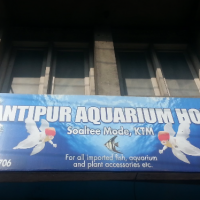 ANTIPUR AQUARIUM HO
Soaltee Mode, KTM
For all imported fish, aquarium
706
and plant accessories etc.